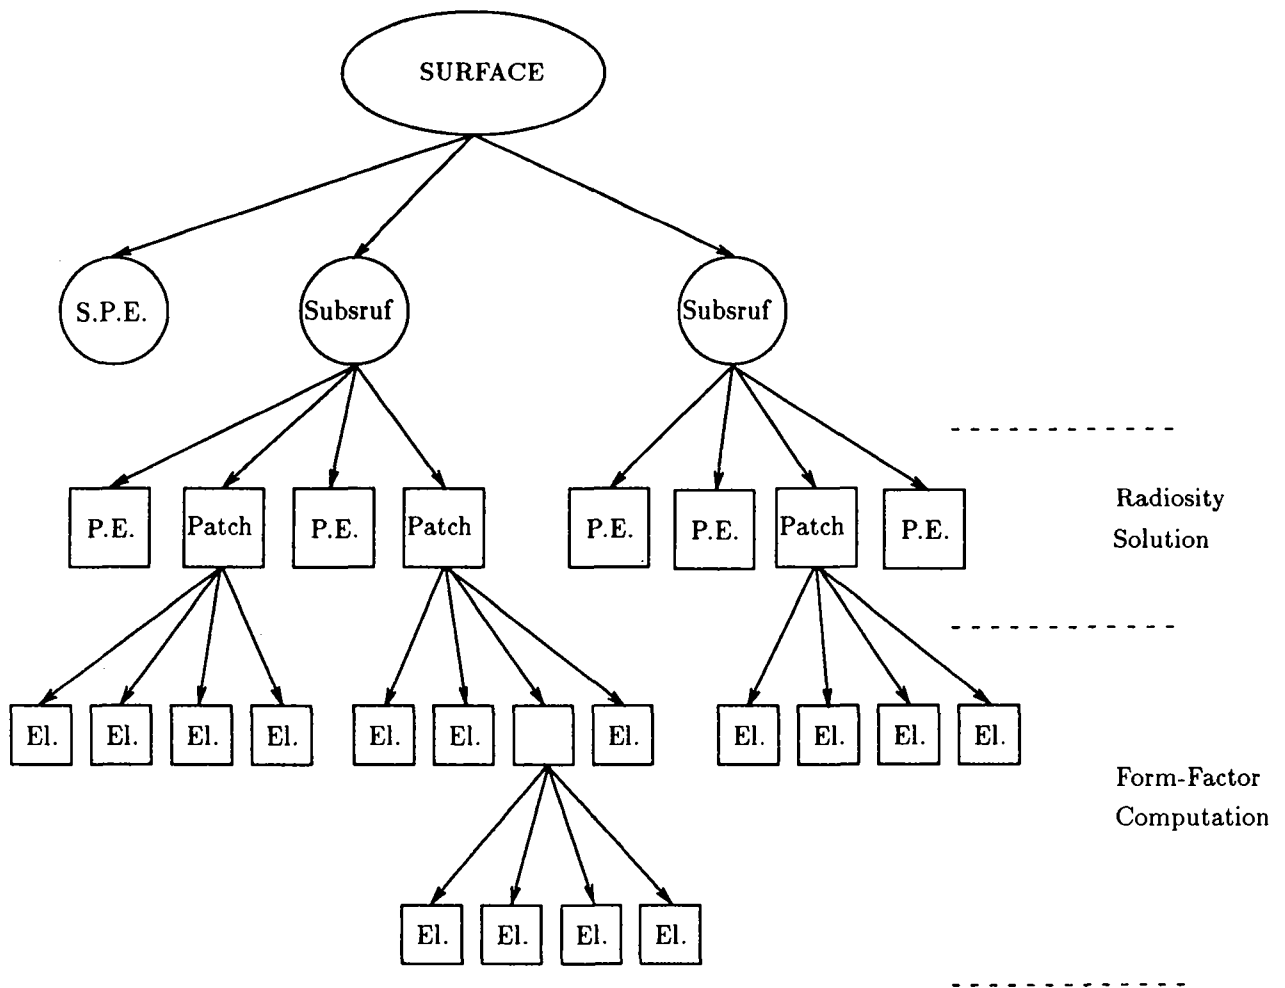 SURFACE
S.P.E.
Subsruf
Subsruf
P.E.
Patch
P.E.
Patch
P.E.
P.E.
Patch
P.E.
Radiosity
Solution
El.
El.
El.
El.
El.
El.
El.
El.
El.
El.
El.
Form-Factor
Computation
El.
El.
El.
El.